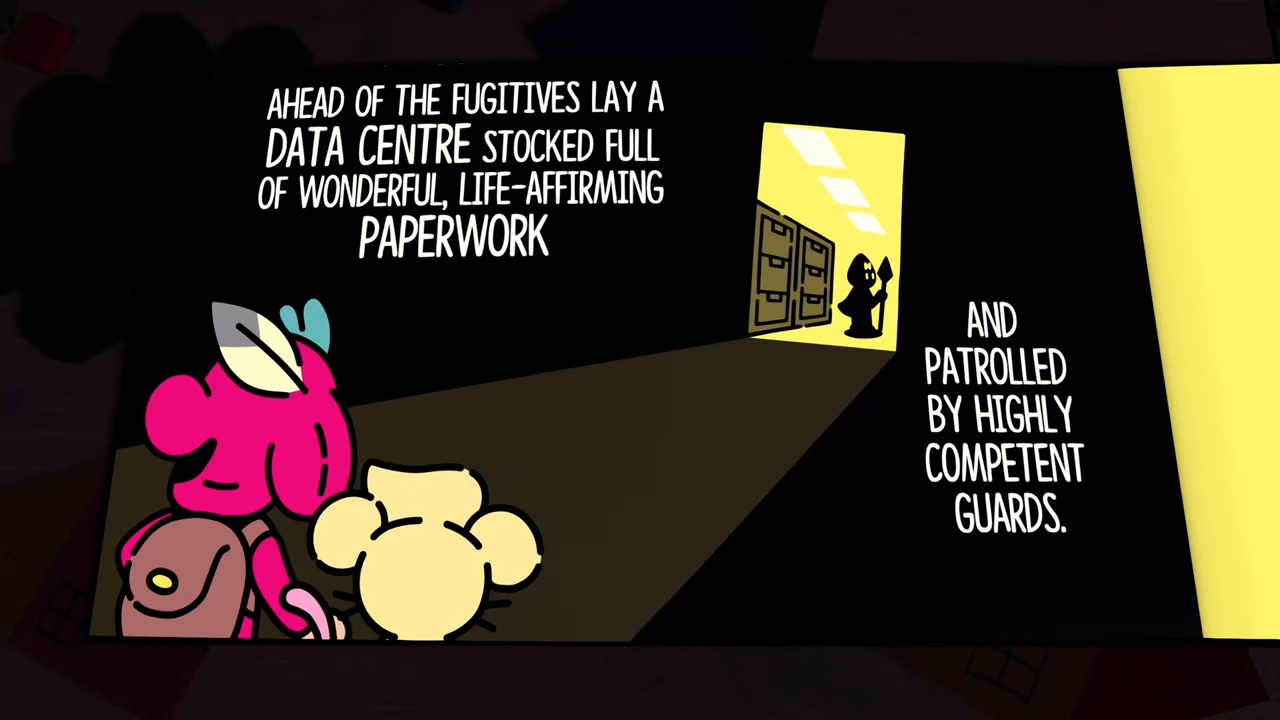 AHEAD OF THE FUGITIVES LAY A
DATA CENTRE STOCKED FULL
OF WONDERFUL, LIFE-AFFIRMING
PAPERWORK
AND
PATROLLED
BY HIGHLY
COMPETENT
GUARDS.